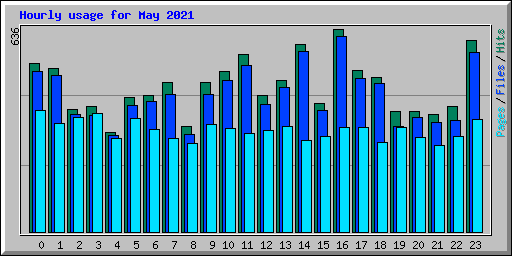 Hourly usage for May 2021
636
Pages/Files/Hits
0 1 2 3 4 5 6 7 8 9 10 11 12 13 14 15 16 17 18 19 20 21 22 23